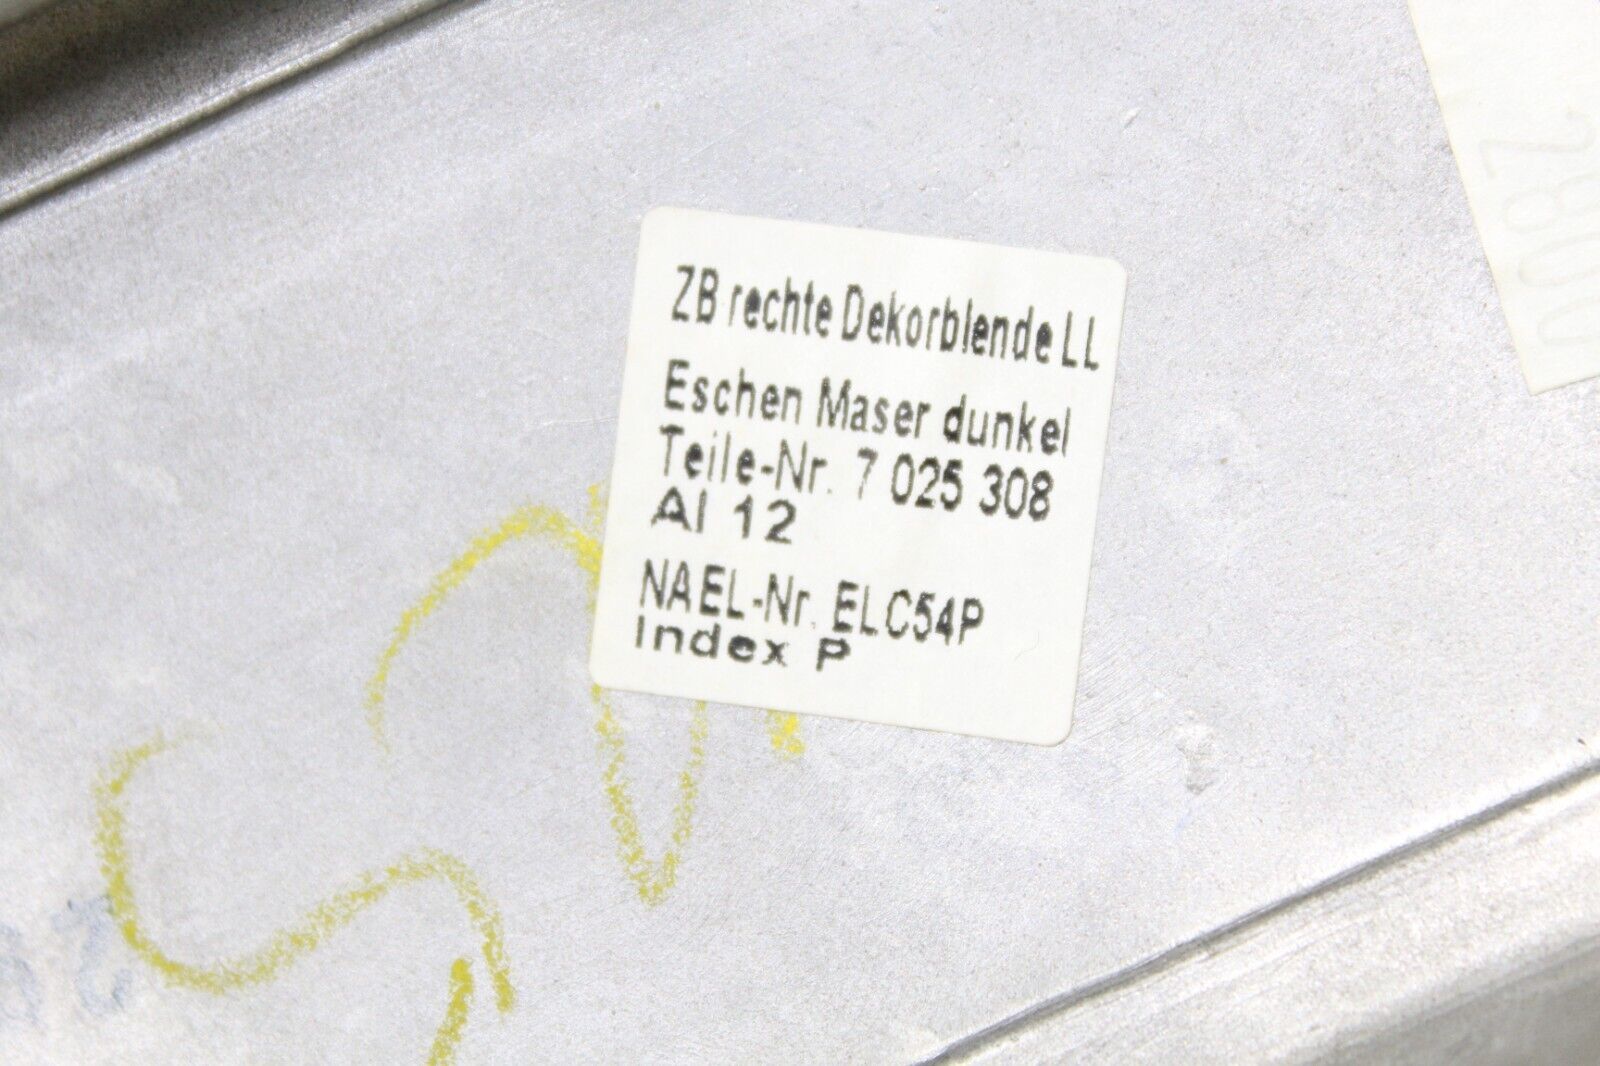 ZB rechte Dekorblende LL
Eschen Maser dunkel
Teile-Nr. 7 025 308
AI 12
NAEL-Nr. ELC54P
Index P